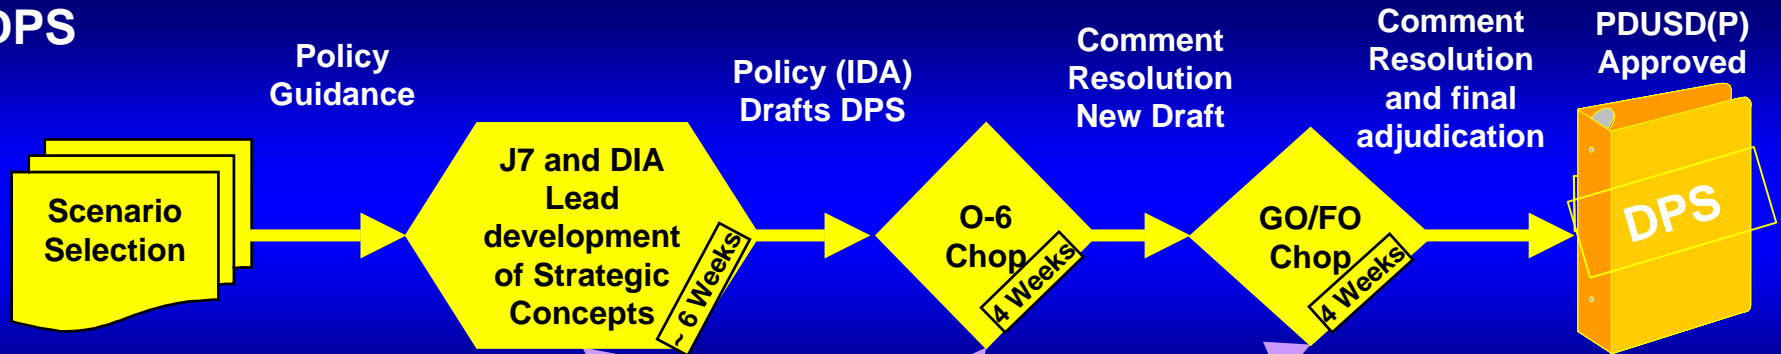 DPS
Policy
Guidance
Policy (IDA)
Drafts DPS
Comment
Resolution
New Draft
Comment
Resolution
and final
adjudication
PDUSD(P)
Approved
Scenario
Selection
J7 and DIA
Lead
development
of Strategic
Concepts
~ 6 Weeks
O-6
Chop
4 Weeks
GO/FO
Chop
4 Weeks
DPS